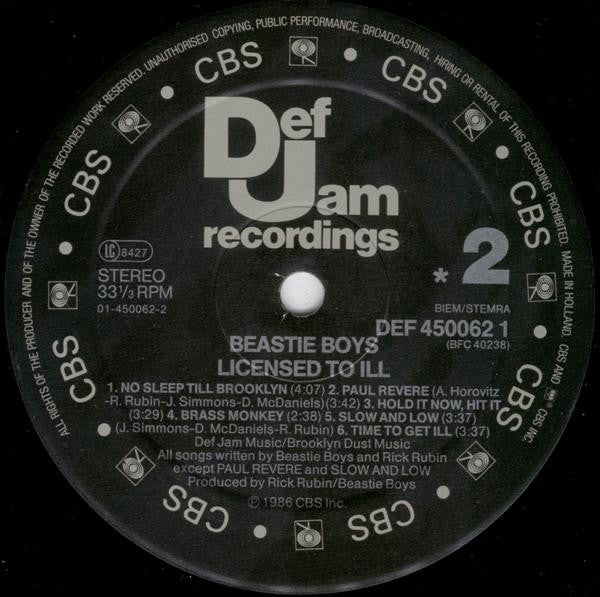 ALL RIGHTS OF THE PRODUCER AND OF THE OWNER OF THE RECORDED WORK RESERVED. UNAUTHORISED COPYING, PUBLIC PERFORMANCE, BROADCASTING, HIRING OR RENTAL OF THIS RECORDING PROHIBITED. MADE IN HOLLAND. CBS AND ® CBS INC.
CBS
CBS
CBS
CBS
CBS
CBS
CBS
CBS
Def
Jam
recordings
LC 8427
STEREO
33⅓ RPM
01-450062-2
* 2
BIEM/STEMRA
DEF 450062 1
(BFC 40238)
BEASTIE BOYS
LICENSED TO ILL
1. NO SLEEP TILL BROOKLYN (4:07) 2. PAUL REVERE (A. Horovitz
-R. Rubin-J. Simmons-D. McDaniels)(3:42) 3. HOLD IT NOW, HIT IT
(3:29) 4. BRASS MONKEY (2:38) 5. SLOW AND LOW (3:37)
(J. Simmons-D. McDaniels-R. Rubin) 6. TIME TO GET ILL (3:37)
Def Jam Music/Brooklyn Dust Music
All songs written by Beastie Boys and Rick Rubin
except PAUL REVERE and SLOW AND LOW
Produced by Rick Rubin/Beastie Boys
℗ 1986 CBS Inc.